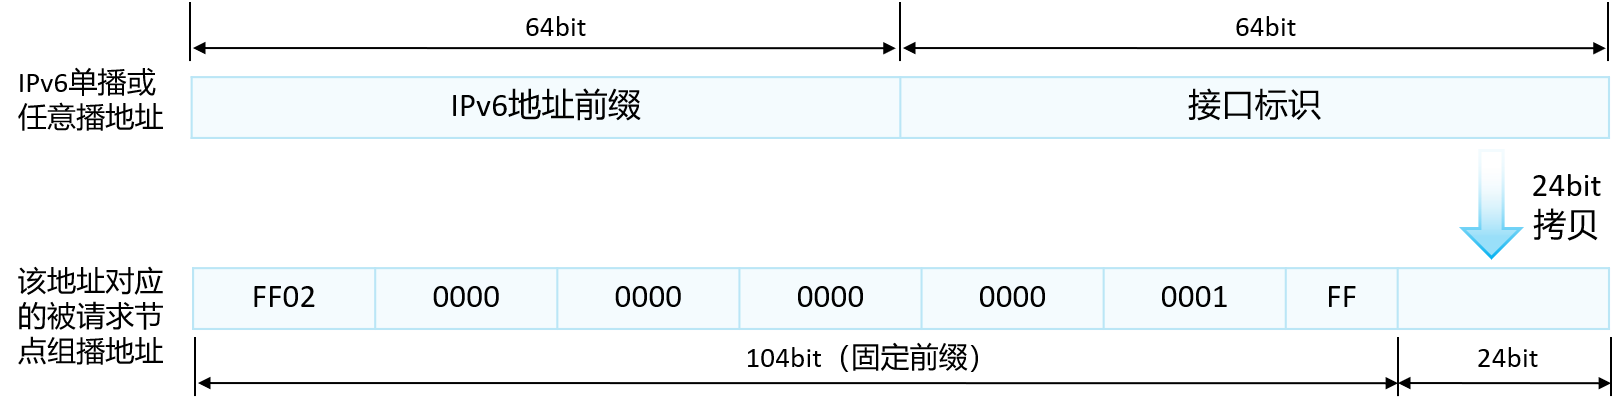 64bit
64bit
IPv6单播或
任意播地址
IPv6地址前缀
接口标识
24bit
拷贝
该地址对应
的被请求节
点组播地址
FF02
0000
0000
0000
0000
0001
FF
104bit（固定前缀）
24bit